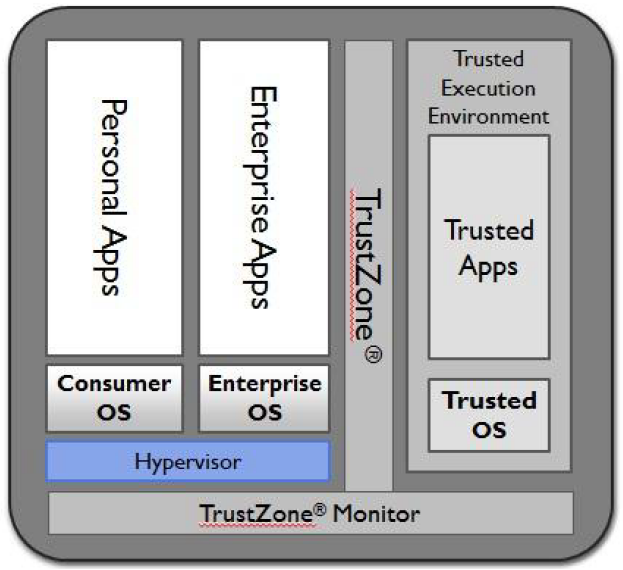 Personal Apps
Enterprise Apps
TrustZone®
Trusted
Execution
Environment
Trusted
Apps
Consumer
OS
Enterprise
OS
Trusted
OS
Hypervisor
TrustZone® Monitor